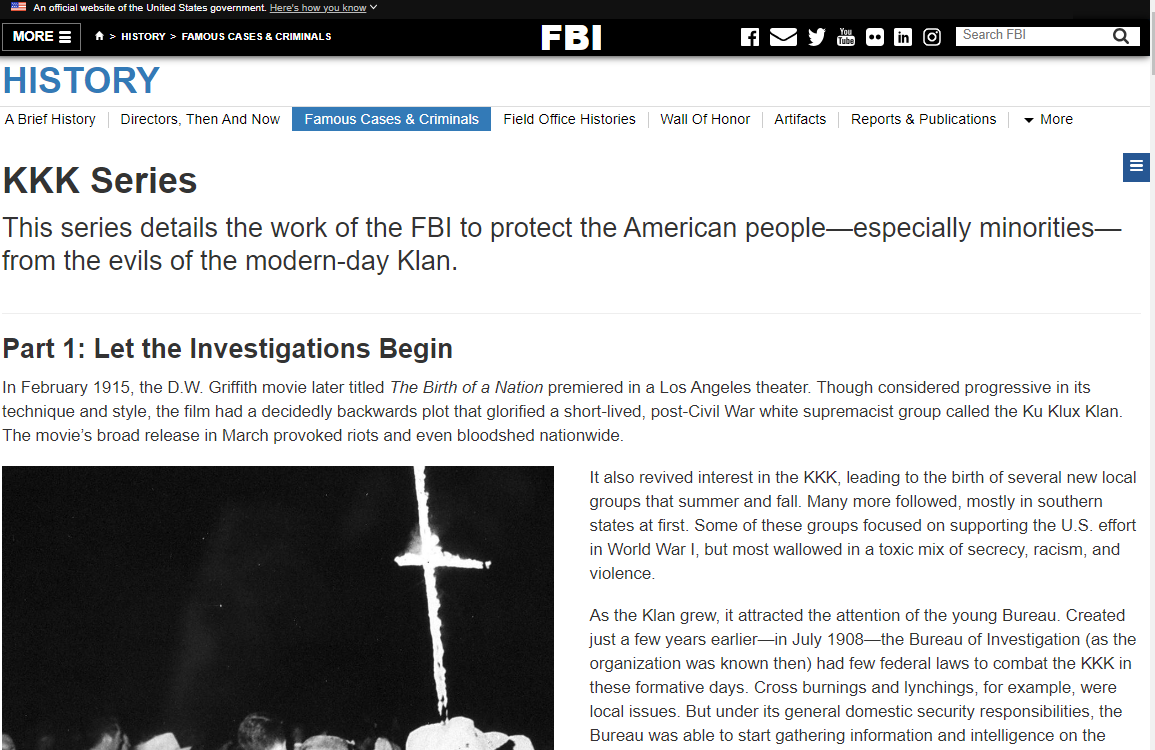 An official website of the United States government. Here's how you know
MORE
> HISTORY > FAMOUS CASES & CRIMINALS
FBI
You
Tube
in
Search FBI
HISTORY
A Brief History
Directors, Then And Now
Famous Cases & Criminals
Field Office Histories
Wall Of Honor
Artifacts
Reports & Publications
More
KKK Series
This series details the work of the FBI to protect the American people—especially minorities—
from the evils of the modern-day Klan.
Part 1: Let the Investigations Begin
In February 1915, the D.W. Griffith movie later titled The Birth of a Nation premiered in a Los Angeles theater. Though considered progressive in its
technique and style, the film had a decidedly backwards plot that glorified a short-lived, post-Civil War white supremacist group called the Ku Klux Klan.
The movie's broad release in March provoked riots and even bloodshed nationwide.
It also revived interest in the KKK, leading to the birth of several new local
groups that summer and fall. Many more followed, mostly in southern
states at first. Some of these groups focused on supporting the U.S. effort
in World War I, but most wallowed in a toxic mix of secrecy, racism, and
violence.
As the Klan grew, it attracted the attention of the young Bureau. Created
just a few years earlier—in July 1908—the Bureau of Investigation (as the
organization was known then) had few federal laws to combat the KKK in
these formative days. Cross burnings and lynchings, for example, were
local issues. But under its general domestic security responsibilities, the
Bureau was able to start gathering information and intelligence on the